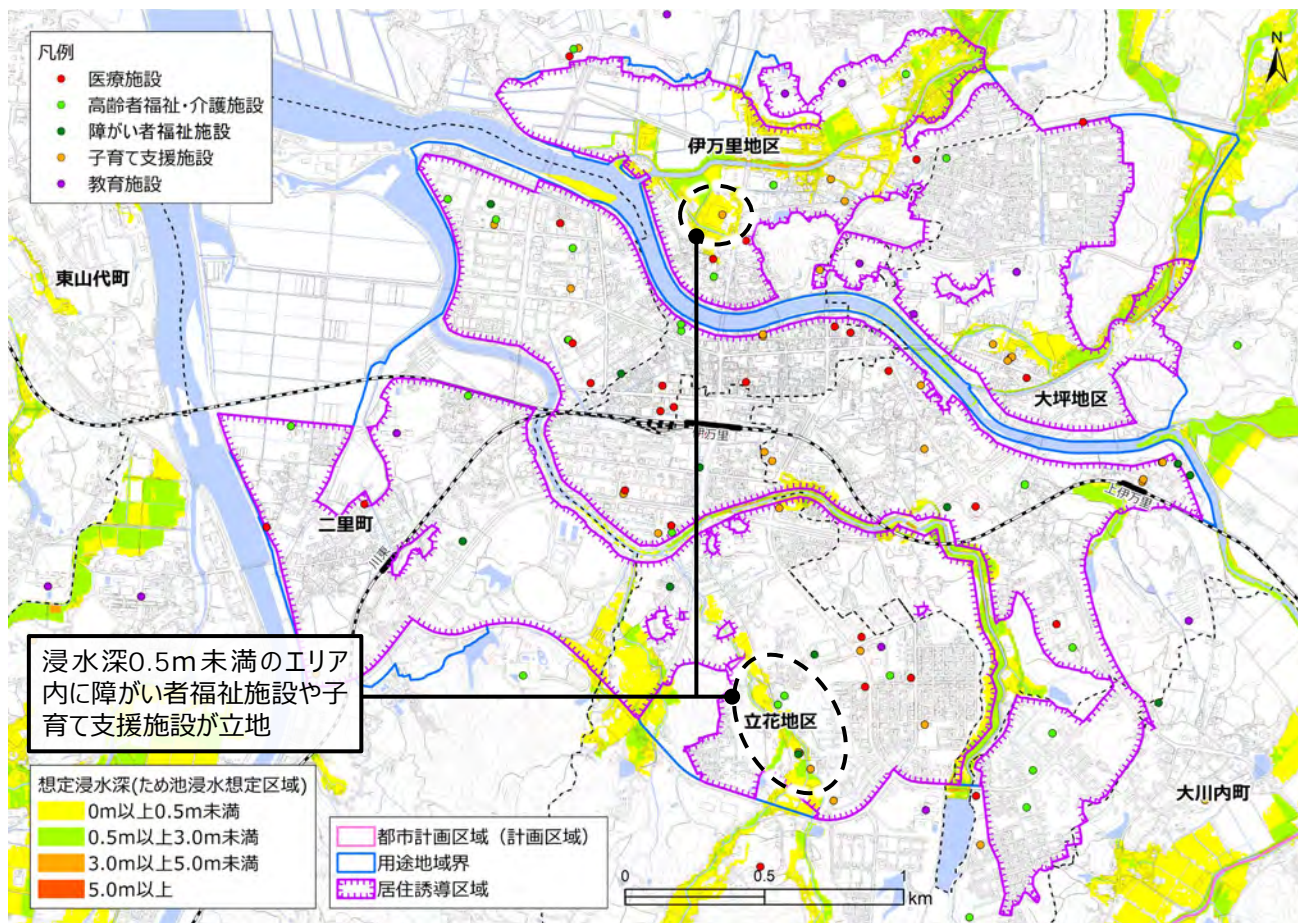 凡例
医療施設
高齢者福祉・介護施設
障がい者福祉施設
子育て支援施設
教育施設
N
伊万里地区
東山代町
大坪地区
伊万里
上伊万里
二里町
川東
浸水深0.5m未満のエリア
内に障がい者福祉施設や子
育て支援施設が立地
立花地区
大川内町
想定浸水深(ため池浸水想定区域)
0m以上0.5m未満
0.5m以上3.0m未満
3.0m以上5.0m未満
5.0m以上
都市計画区域（計画区域）
用途地域界
居住誘導区域
0 0.5 1
km